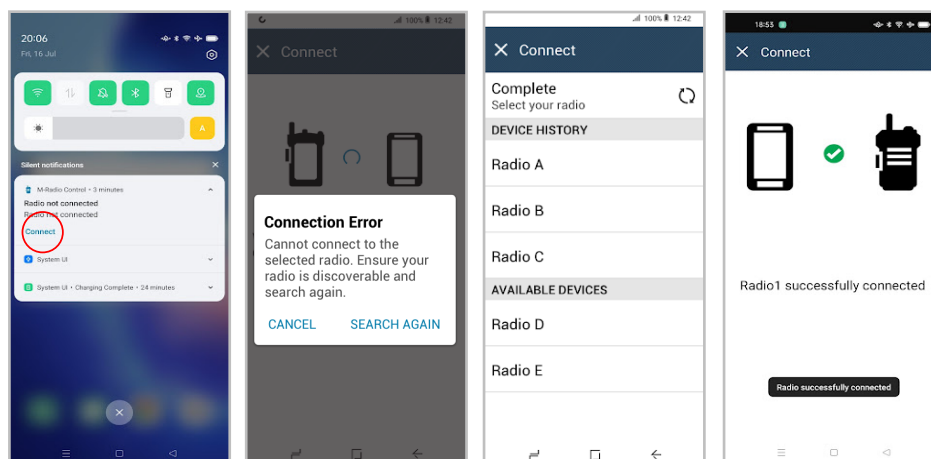 20:06
Fri, 16 Jul
A
Silent notifications
M-Radio Control • 3 minutes
Radio not connected
Radio not connected
Connect
System UI
System UI • Charging Complete • 24 minutes
100% 12:42
Connect
Connection Error
Cannot connect to the
selected radio. Ensure your
radio is discoverable and
search again.
CANCEL SEARCH AGAIN
100% 12:42
Connect
Complete
Select your radio
DEVICE HISTORY
Radio A
Radio B
Radio C
AVAILABLE DEVICES
Radio D
Radio E
18:53
Connect
Radio1 successfully connected
Radio successfully connected